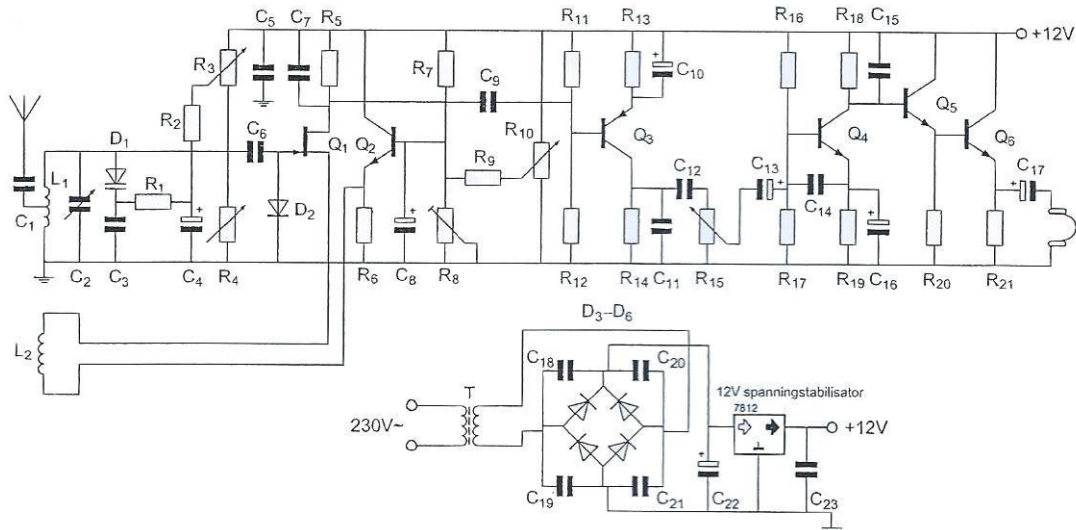 R11 R13 R16 R18 C15
C5 C7 R5 +12V
R3 R7 C9 C10
R2 R10 Q5
D1 C6 Q1 Q2 Q3 Q4 Q6
L1 R1 R9 C12 C13 C17
C1 D2 C14
+ + + + + + +
C2 C3 C4 R4 R6 C8 R8 R12 R14 C11 R15 R17 R19 C16 R20 R21
D3–D6
L2
C18 C20
T 12V spanningstabilisator
7812
230V~ +12V
+
C19 C21 C22 C23